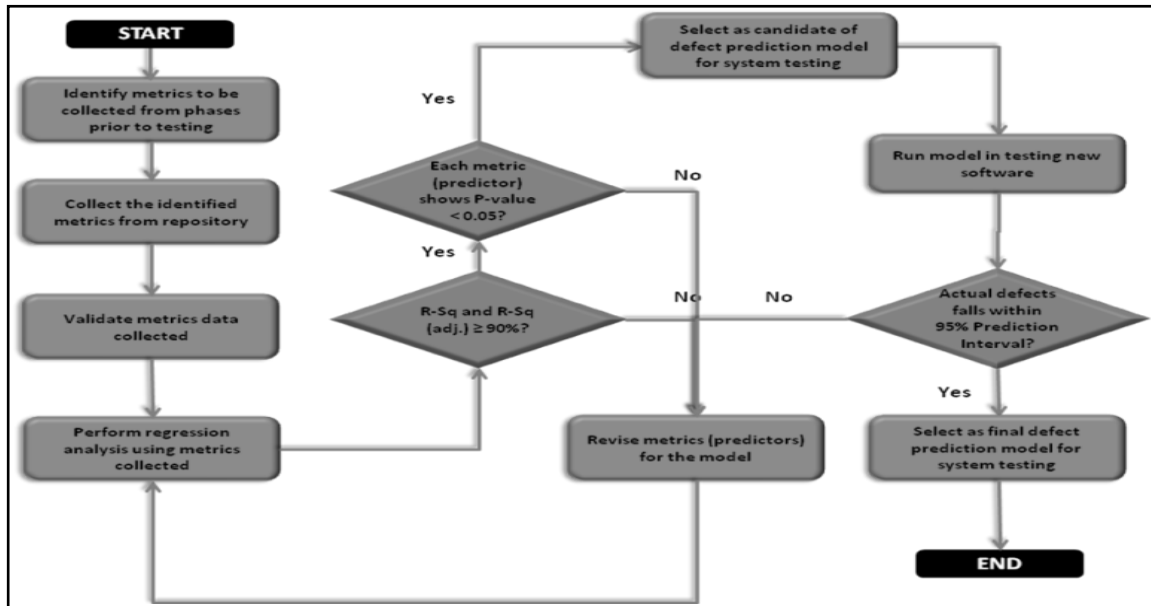 START
Identify metrics to be
collected from phases
prior to testing
Collect the identified
metrics from repository
Validate metrics data
collected
Perform regression
analysis using metrics
collected
R-Sq and R-Sq
(adj.) ≥ 90%?
Yes
No
Each metric
(predictor)
shows P-value
< 0.05?
Yes
No
Select as candidate of
defect prediction model
for system testing
Run model in testing new
software
Actual defects
falls within
95% Prediction
Interval?
No
Yes
Revise metrics (predictors)
for the model
Select as final defect
prediction model for
system testing
END